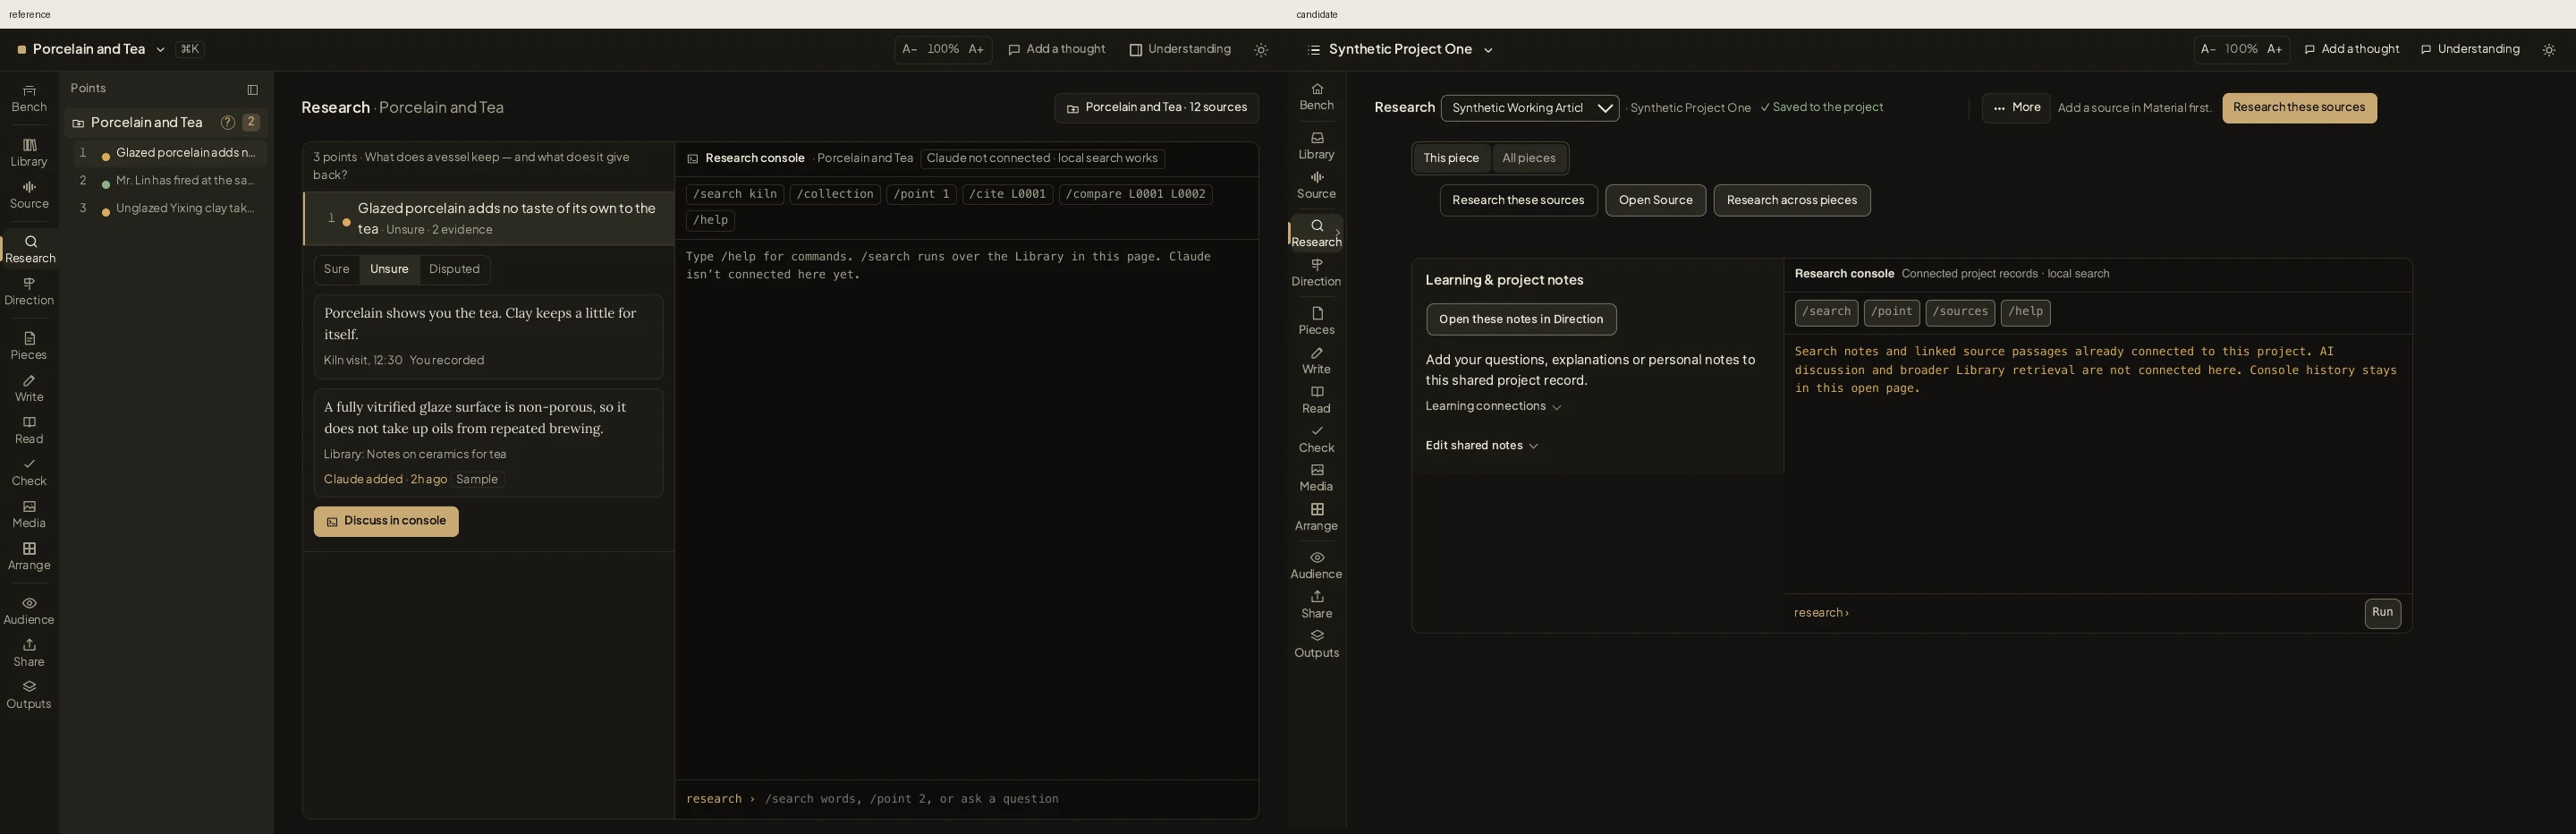 reference
Porcelain and Tea ⌘K
A− 100% A+ Add a thought Understanding
Bench
Library
Source
Research
Direction
Pieces
Write
Read
Check
Media
Arrange
Audience
Share
Outputs
Points
Porcelain and Tea ? 2
1 Glazed porcelain adds n…
2 Mr. Lin has fired at the sa…
3 Unglazed Yixing clay tak…
Research · Porcelain and Tea
Porcelain and Tea · 12 sources
3 points · What does a vessel keep — and what does it give
back?
1 Glazed porcelain adds no taste of its own to the
tea · Unsure · 2 evidence
Sure Unsure Disputed
Porcelain shows you the tea. Clay keeps a little for
itself.
Kiln visit, 12:30 You recorded
A fully vitrified glaze surface is non-porous, so it
does not take up oils from repeated brewing.
Library: Notes on ceramics for tea
Claude added · 2h ago Sample
Discuss in console
Research console · Porcelain and Tea Claude not connected · local search works
/search kiln /collection /point 1 /cite L0001 /compare L0001 L0002
/help
Type /help for commands. /search runs over the Library in this page. Claude
isn’t connected here yet.
research › /search words, /point 2, or ask a question
candidate
Synthetic Project One
A− 100% A+ Add a thought Understanding
Bench
Library
Source
Research
Direction
Pieces
Write
Read
Check
Media
Arrange
Audience
Share
Outputs
Research Synthetic Working Articl · Synthetic Project One ✓ Saved to the project
••• More Add a source in Material first. Research these sources
This piece All pieces
Research these sources Open Source Research across pieces
Learning & project notes
Open these notes in Direction
Add your questions, explanations or personal notes to
this shared project record.
Learning connections
Edit shared notes
Research console Connected project records · local search
/search /point /sources /help
Search notes and linked source passages already connected to this project. AI
discussion and broader Library retrieval are not connected here. Console history stays
in this open page.
research › Run